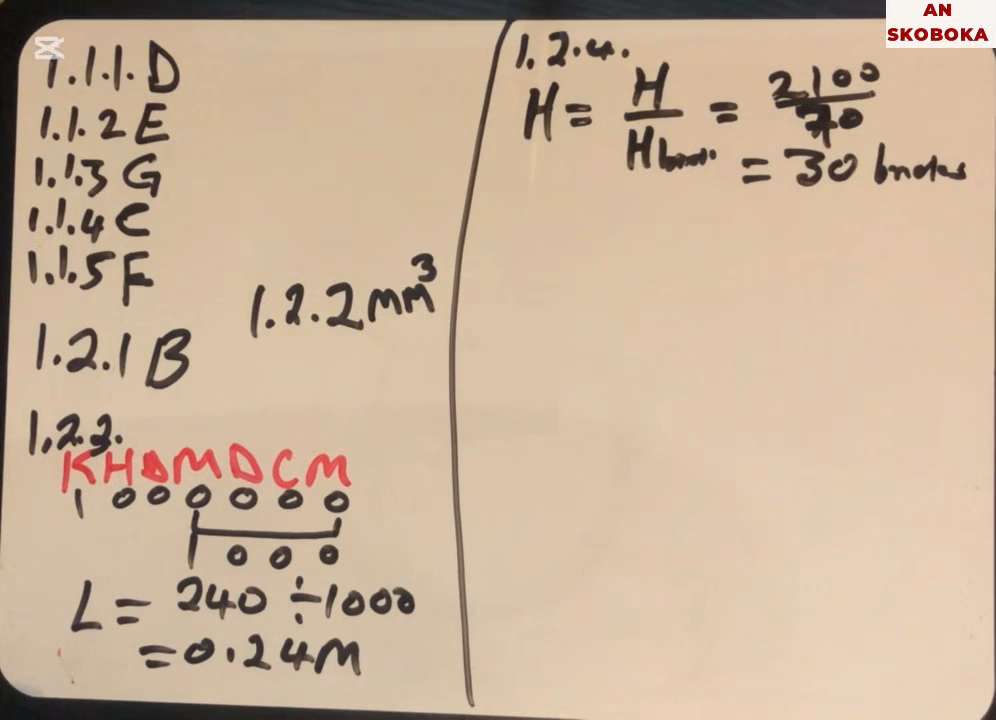 AN
SKOBOKA
1.1.1. D
1.1.2 E
1.1.3 G
1.1.4 C
1.1.5 F
1.2.1 B
1.2.2 mm³
1.2.3.
K H D M D C M
1 0 0 0 0 0 0
1 0 0 0
L = 240 ÷ 1000
= 0.24M
1.2.4.
H = H / H = 2100 / 70
= 30